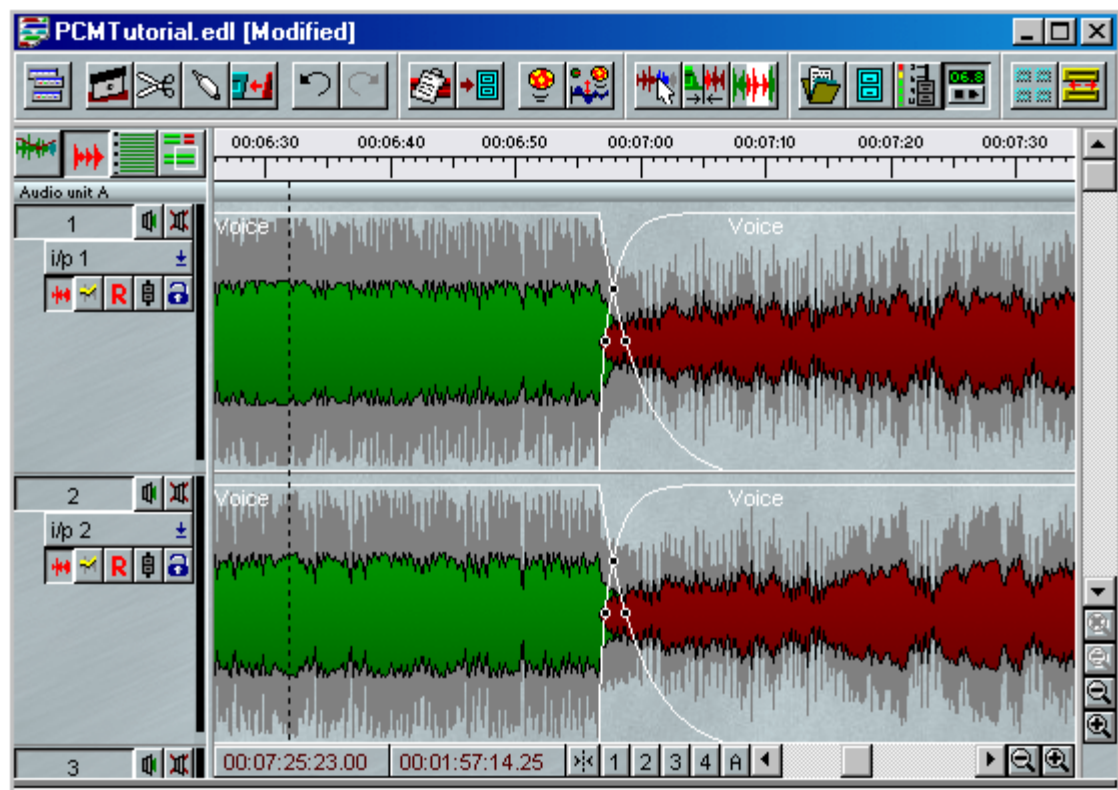 PCMTutorial.edl [Modified]
06.8
00:06:30 00:06:40 00:06:50 00:07:00 00:07:10 00:07:20 00:07:30
Audio unit A
1
i/p 1
R
Voice Voice
2
i/p 2
R
Voice Voice
3
00:07:25:23.00 00:01:57:14.25 1 2 3 4 A